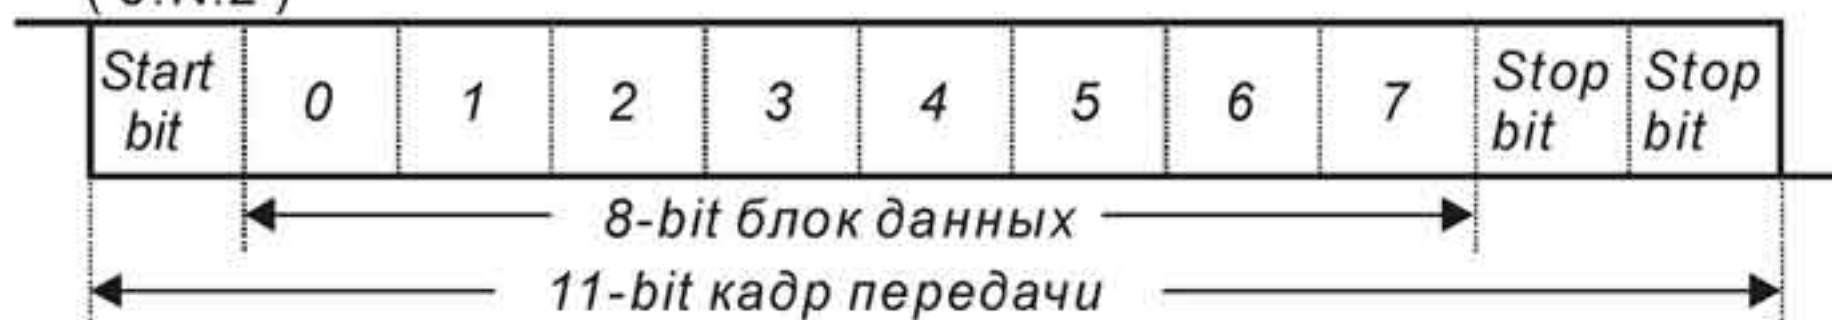 Start bit 0 1 2 3 4 5 6 7 Stop bit Stop bit
8-bit блок данных
11-bit кадр передачи